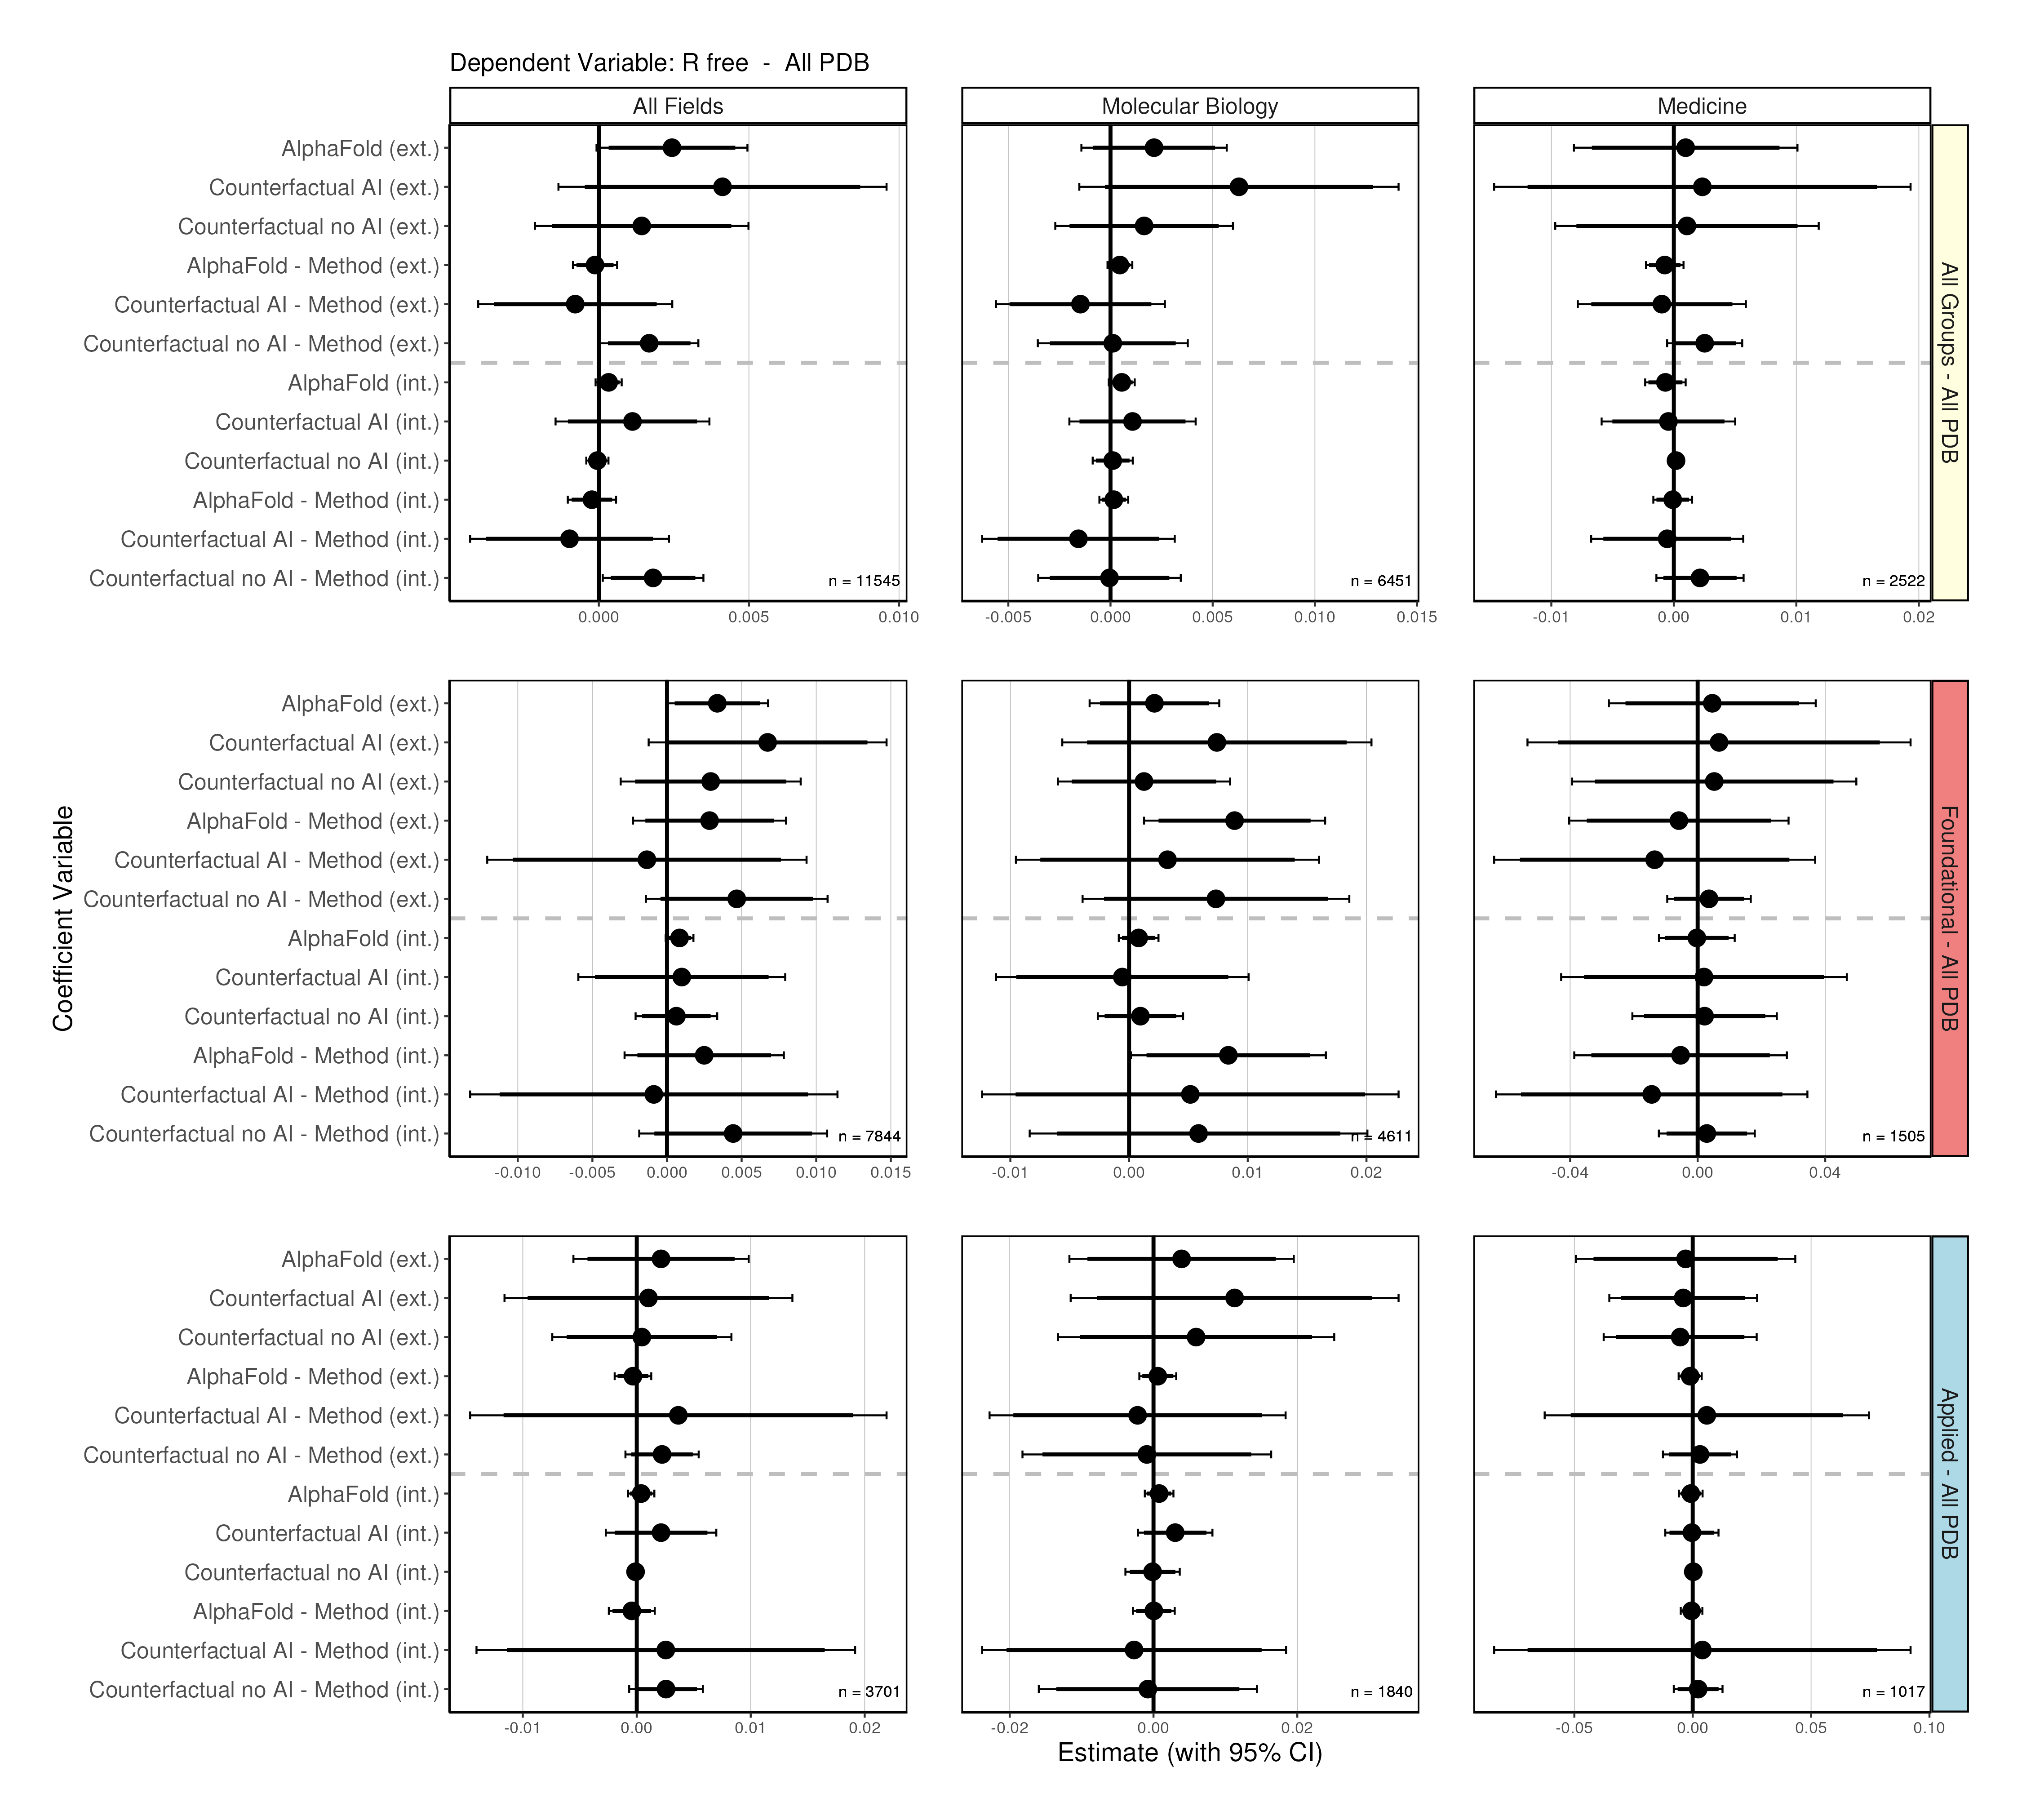 Dependent Variable: R free - All PDB
All Fields
Molecular Biology
Medicine
AlphaFold (ext.)
Counterfactual AI (ext.)
Counterfactual no AI (ext.)
AlphaFold - Method (ext.)
Counterfactual AI - Method (ext.)
Counterfactual no AI - Method (ext.)
AlphaFold (int.)
Counterfactual AI (int.)
Counterfactual no AI (int.)
AlphaFold - Method (int.)
Counterfactual AI - Method (int.)
Counterfactual no AI - Method (int.)
n = 11545
n = 6451
n = 2522
All Groups - All PDB
0.000 0.005 0.010
-0.005 0.000 0.005 0.010 0.015
-0.01 0.00 0.01 0.02
Coefficient Variable
AlphaFold (ext.)
Counterfactual AI (ext.)
Counterfactual no AI (ext.)
AlphaFold - Method (ext.)
Counterfactual AI - Method (ext.)
Counterfactual no AI - Method (ext.)
AlphaFold (int.)
Counterfactual AI (int.)
Counterfactual no AI (int.)
AlphaFold - Method (int.)
Counterfactual AI - Method (int.)
Counterfactual no AI - Method (int.)
n = 7844
n = 4611
n = 1505
Foundational - All PDB
-0.010 -0.005 0.000 0.005 0.010 0.015
-0.01 0.00 0.01 0.02
-0.04 0.00 0.04
AlphaFold (ext.)
Counterfactual AI (ext.)
Counterfactual no AI (ext.)
AlphaFold - Method (ext.)
Counterfactual AI - Method (ext.)
Counterfactual no AI - Method (ext.)
AlphaFold (int.)
Counterfactual AI (int.)
Counterfactual no AI (int.)
AlphaFold - Method (int.)
Counterfactual AI - Method (int.)
Counterfactual no AI - Method (int.)
n = 3701
n = 1840
n = 1017
Applied - All PDB
-0.01 0.00 0.01 0.02
-0.02 0.00 0.02
-0.05 0.00 0.05 0.10
Estimate (with 95% CI)